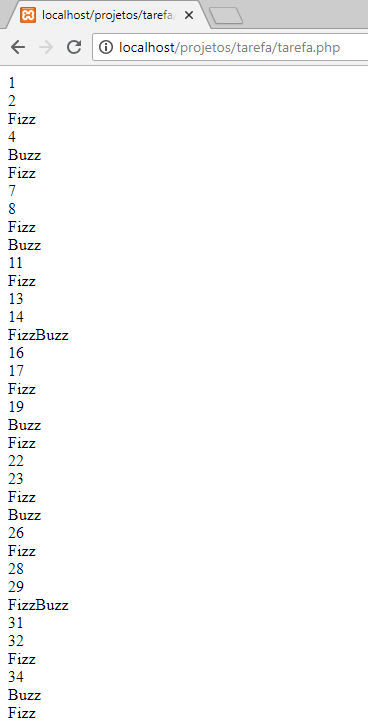 localhost/projetos/tarefa
localhost/projetos/tarefa/tarefa.php
1
2
Fizz
4
Buzz
Fizz
7
8
Fizz
Buzz
11
Fizz
13
14
FizzBuzz
16
17
Fizz
19
Buzz
Fizz
22
23
Fizz
Buzz
26
Fizz
28
29
FizzBuzz
31
32
Fizz
34
Buzz
Fizz